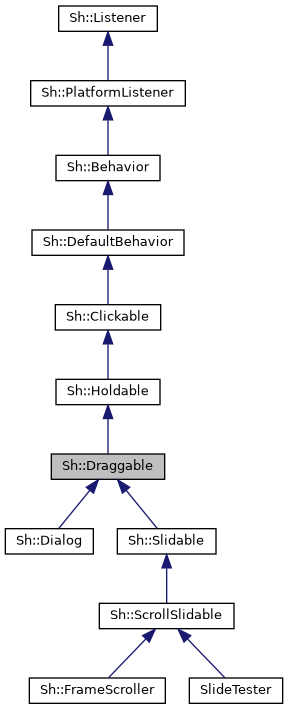 Sh::Listener
Sh::PlatformListener
Sh::Behavior
Sh::DefaultBehavior
Sh::Clickable
Sh::Holdable
Sh::Draggable
Sh::Dialog
Sh::Slidable
Sh::ScrollSlidable
Sh::FrameScroller
SlideTester